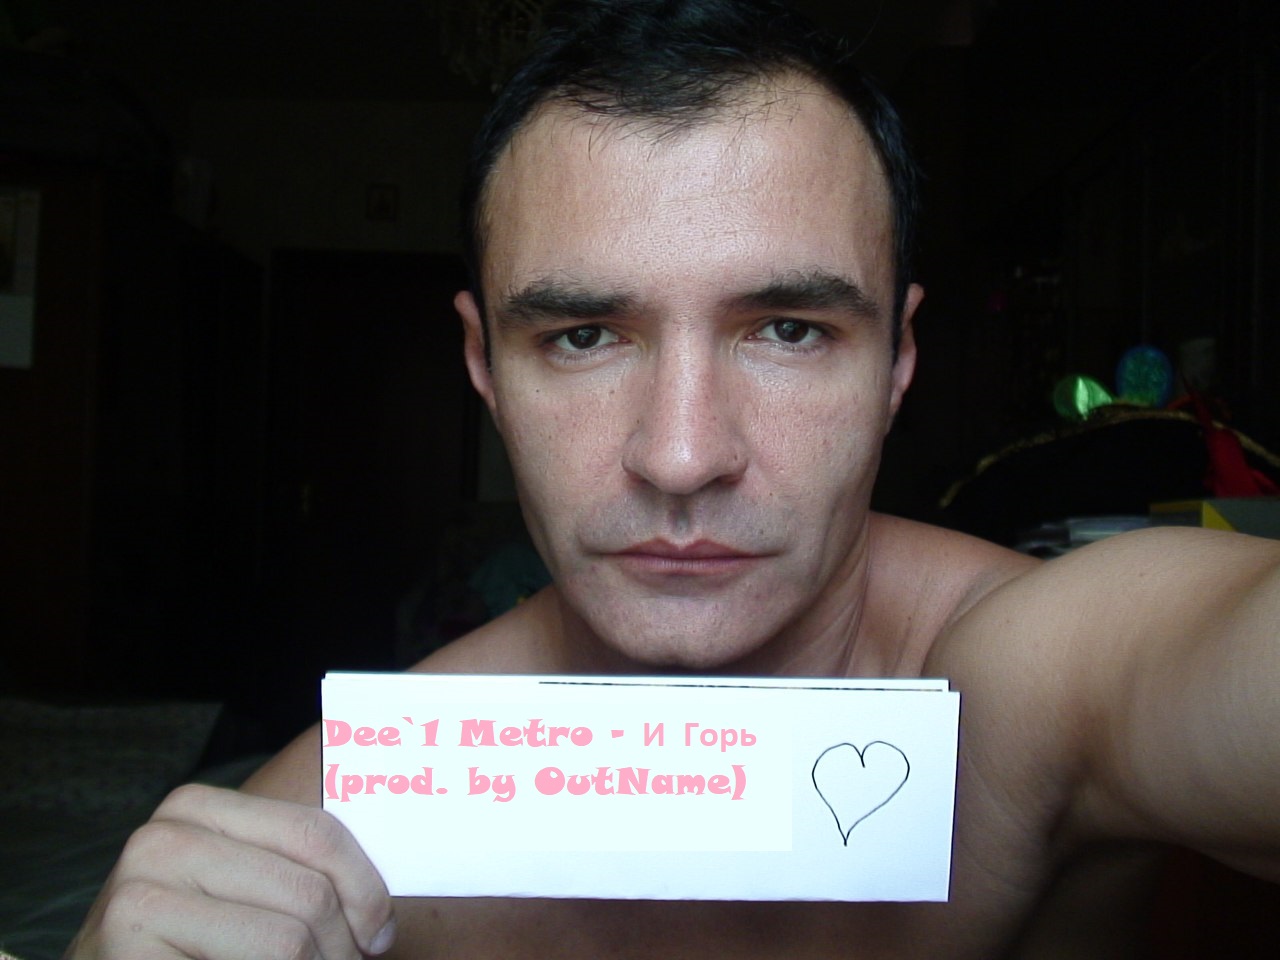 Dee`1 Metro - И Горь
(prod. by OutName)